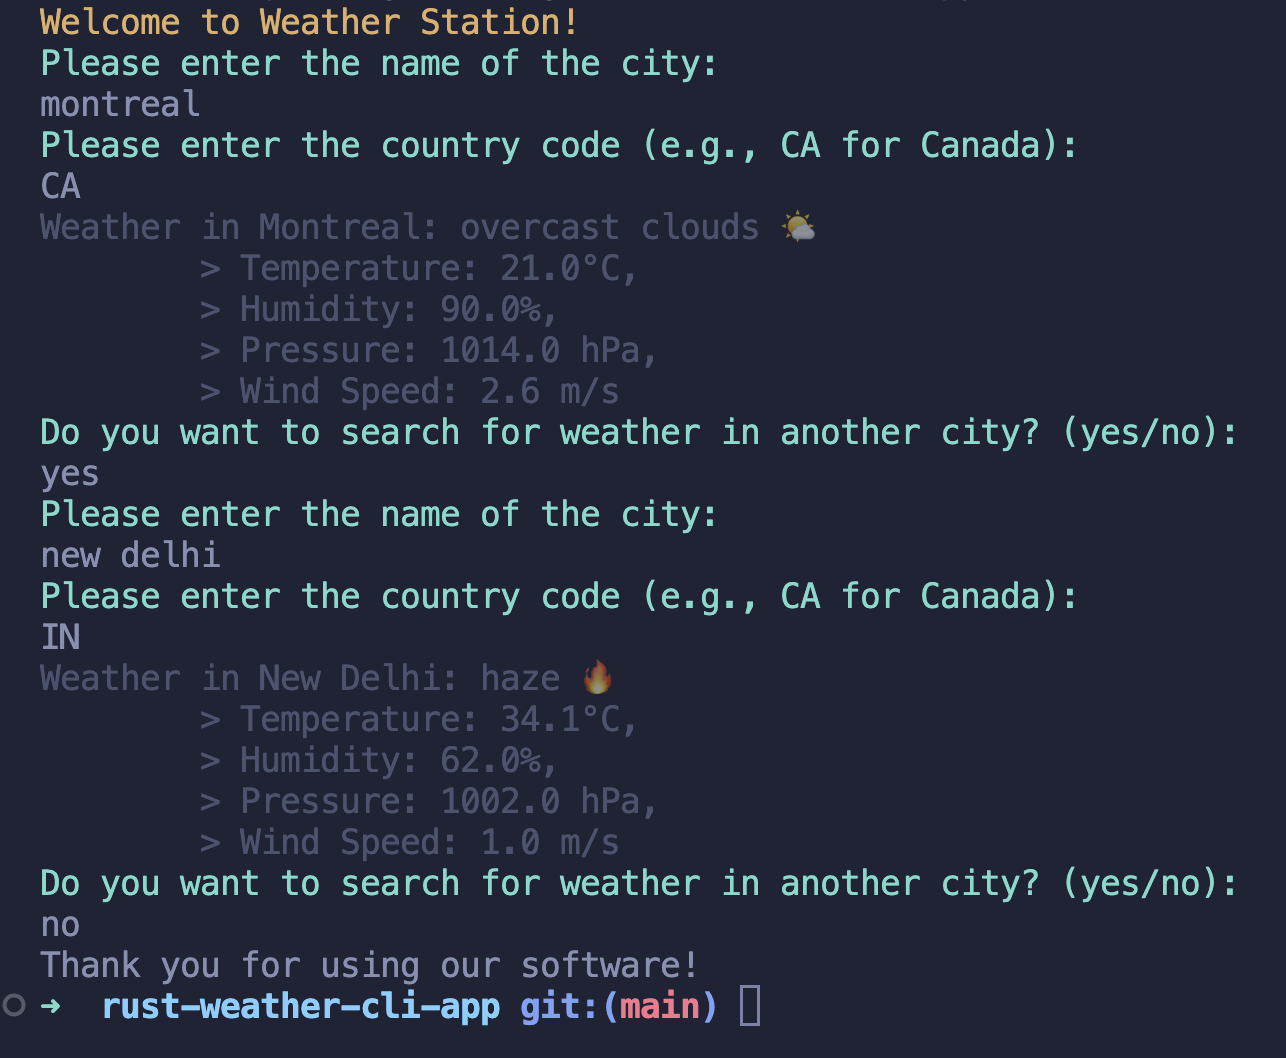 Welcome to Weather Station!
Please enter the name of the city:
montreal
Please enter the country code (e.g., CA for Canada):
CA
Weather in Montreal: overcast clouds 🌤️
> Temperature: 21.0°C,
> Humidity: 90.0%,
> Pressure: 1014.0 hPa,
> Wind Speed: 2.6 m/s
Do you want to search for weather in another city? (yes/no):
yes
Please enter the name of the city:
new delhi
Please enter the country code (e.g., CA for Canada):
IN
Weather in New Delhi: haze 🔥
> Temperature: 34.1°C,
> Humidity: 62.0%,
> Pressure: 1002.0 hPa,
> Wind Speed: 1.0 m/s
Do you want to search for weather in another city? (yes/no):
no
Thank you for using our software!
➜ rust-weather-cli-app git:(main)